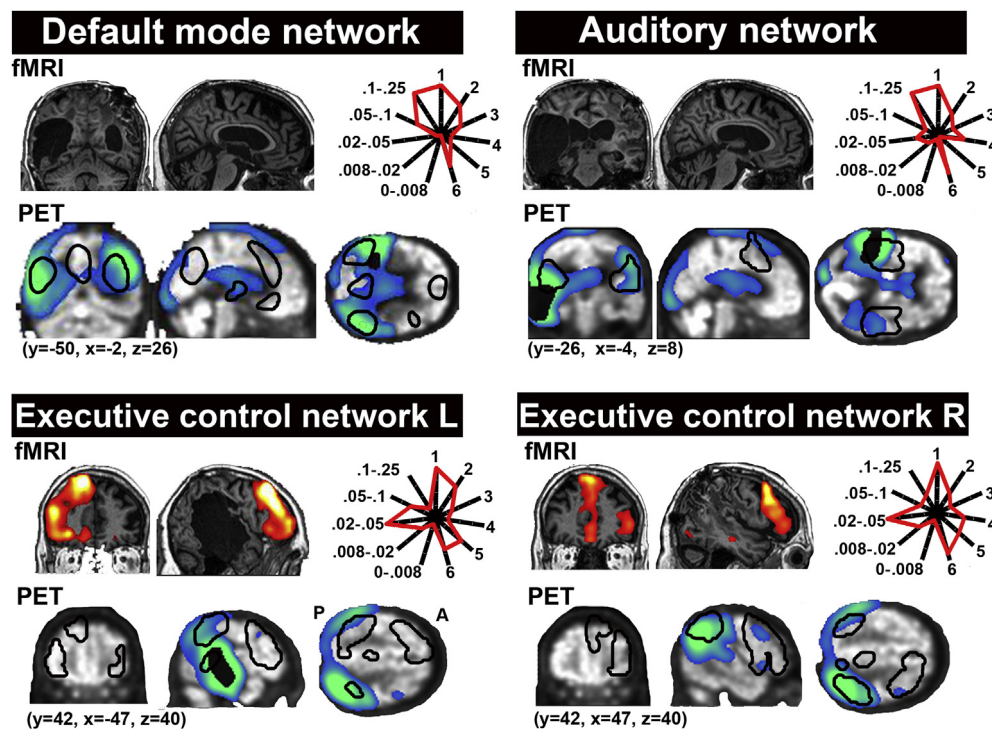 Default mode network
fMRI
1
2
3
4
5
6
.1-.25
.05-.1
.02-.05
.008-.02
0-.008
PET
(y=-50, x=-2, z=26)
Auditory network
fMRI
1
2
3
4
5
6
.1-.25
.05-.1
.02-.05
.008-.02
0-.008
PET
(y=-26, x=-4, z=8)
Executive control network L
fMRI
1
2
3
4
5
6
.1-.25
.05-.1
.02-.05
.008-.02
0-.008
PET
P
A
(y=42, x=-47, z=40)
Executive control network R
fMRI
1
2
3
4
5
6
.1-.25
.05-.1
.02-.05
.008-.02
0-.008
PET
(y=42, x=47, z=40)